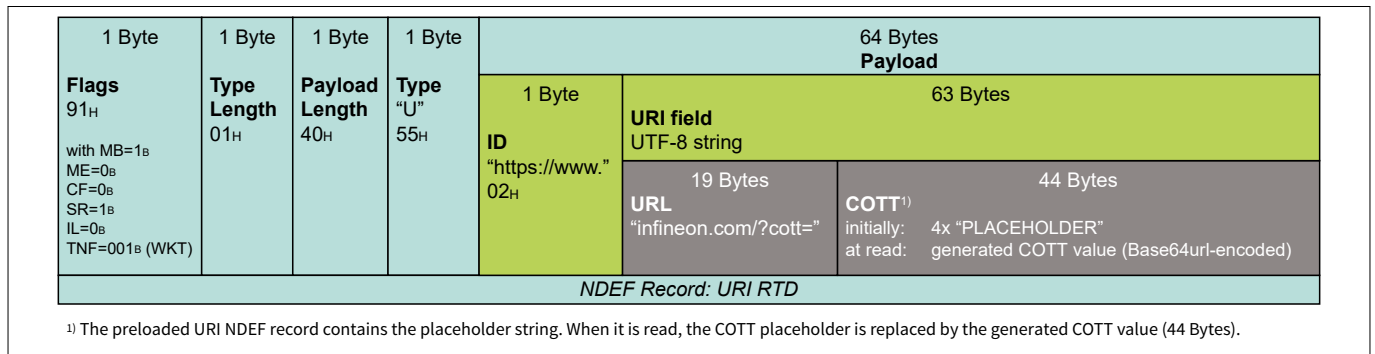 1 Byte
Flags
91H
with MB=1B
ME=0B
CF=0B
SR=1B
IL=0B
TNF=001B (WKT)
1 Byte
Type
Length
01H
1 Byte
Payload
Length
40H
1 Byte
Type
“U”
55H
64 Bytes
Payload
1 Byte
ID
“https://www.”
02H
63 Bytes
URI field
UTF-8 string
19 Bytes
URL
“infineon.com/?cott=”
44 Bytes
COTT1)
initially: 4x “PLACEHOLDER”
at read: generated COTT value (Base64url-encoded)
NDEF Record: URI RTD
1) The preloaded URI NDEF record contains the placeholder string. When it is read, the COTT placeholder is replaced by the generated COTT value (44 Bytes).